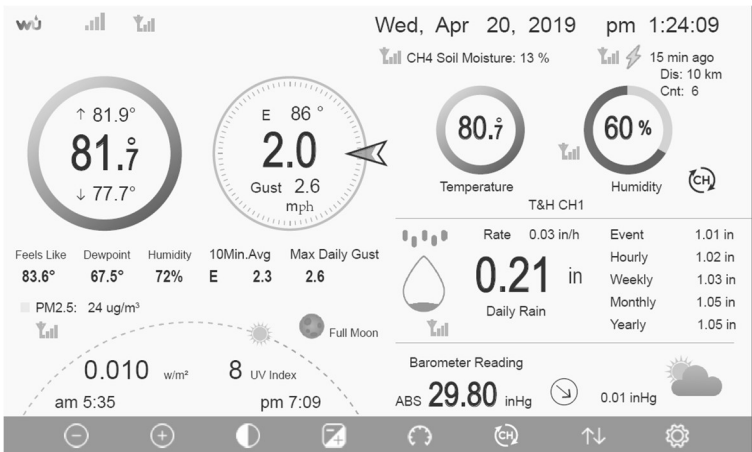 wu
Wed, Apr 20, 2019 pm 1:24:09
CH4 Soil Moisture: 13 %
15 min ago
Dis: 10 km
Cnt: 6
↑ 81.9°
81.7°
↓ 77.7°
E 86 °
2.0
Gust 2.6
mph
80.7°
Temperature
60 %
Humidity
CH
T&H CH1
Feels Like Dewpoint Humidity 10Min.Avg Max Daily Gust
83.6° 67.5° 72% E 2.3 2.6
PM2.5: 24 ug/m³
Full Moon
0.010 w/m² 8 UV Index
am 5:35 pm 7:09
Rate 0.03 in/h
0.21 in
Daily Rain
Event 1.01 in
Hourly 1.02 in
Weekly 1.03 in
Monthly 1.05 in
Yearly 1.05 in
Barometer Reading
ABS 29.80 inHg 0.01 inHg
CH